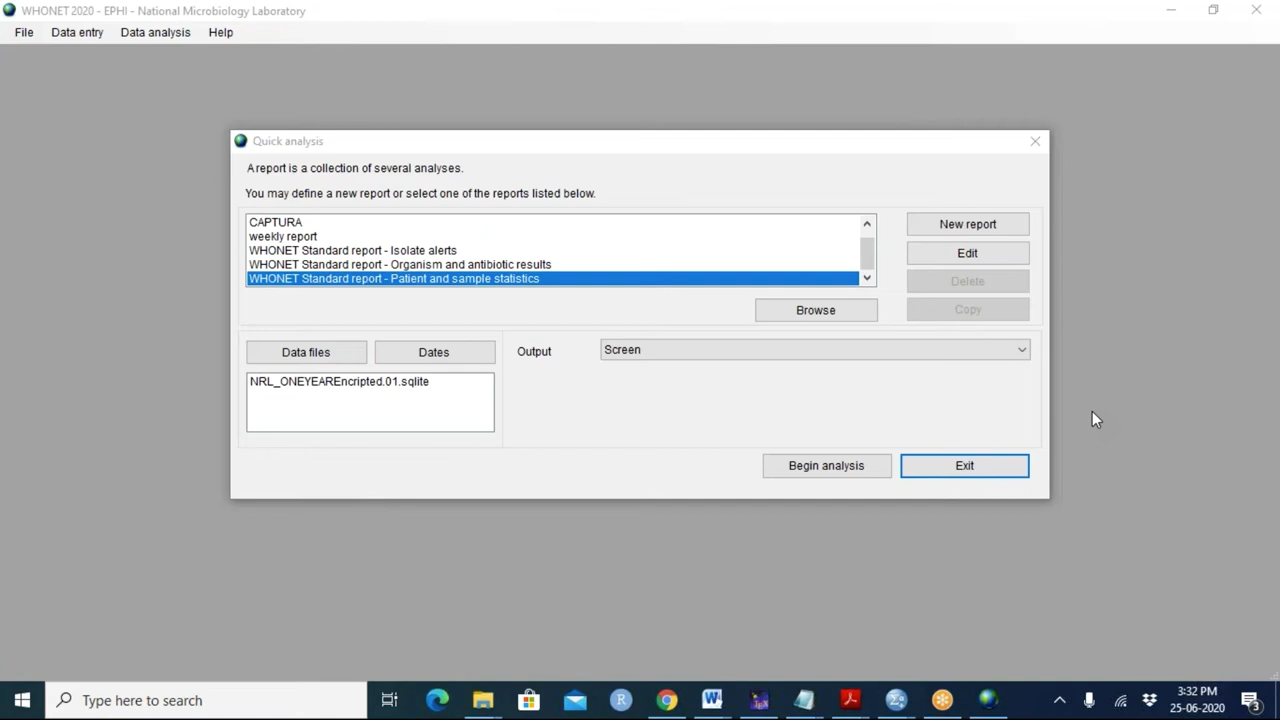 WHONET 2020 - EPHI - National Microbiology Laboratory
File Data entry Data analysis Help
Quick analysis
A report is a collection of several analyses.
You may define a new report or select one of the reports listed below.
CAPTURA
weekly report
WHONET Standard report - Isolate alerts
WHONET Standard report - Organism and antibiotic results
WHONET Standard report - Patient and sample statistics
New report
Edit
Delete
Copy
Browse
Data files Dates Output Screen
NRL_ONEYEAREncripted.01.sqlite
Begin analysis Exit
Type here to search
3:32 PM
25-06-2020
3